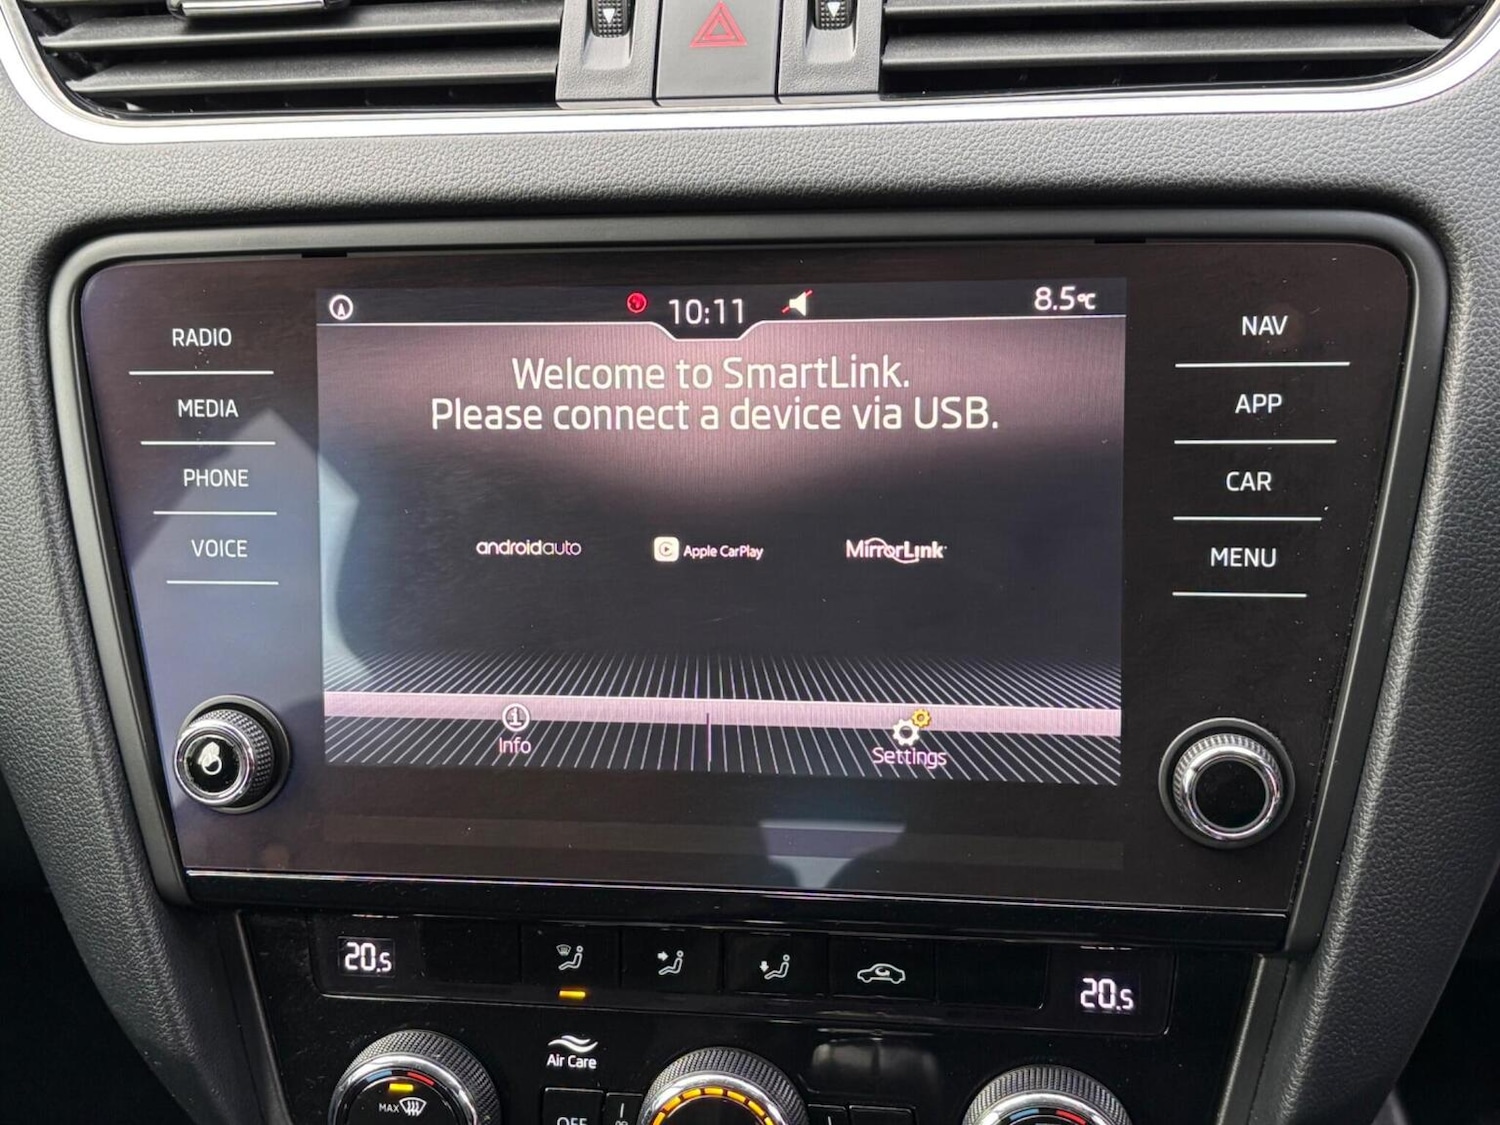 10:11
8.5°C
RADIO
MEDIA
PHONE
VOICE
Welcome to SmartLink.
Please connect a device via USB.
androidauto
Apple CarPlay
MirrorLink
Info
Settings
NAV
APP
CAR
MENU
20.5
20.5
Air Care
MAX
OFF